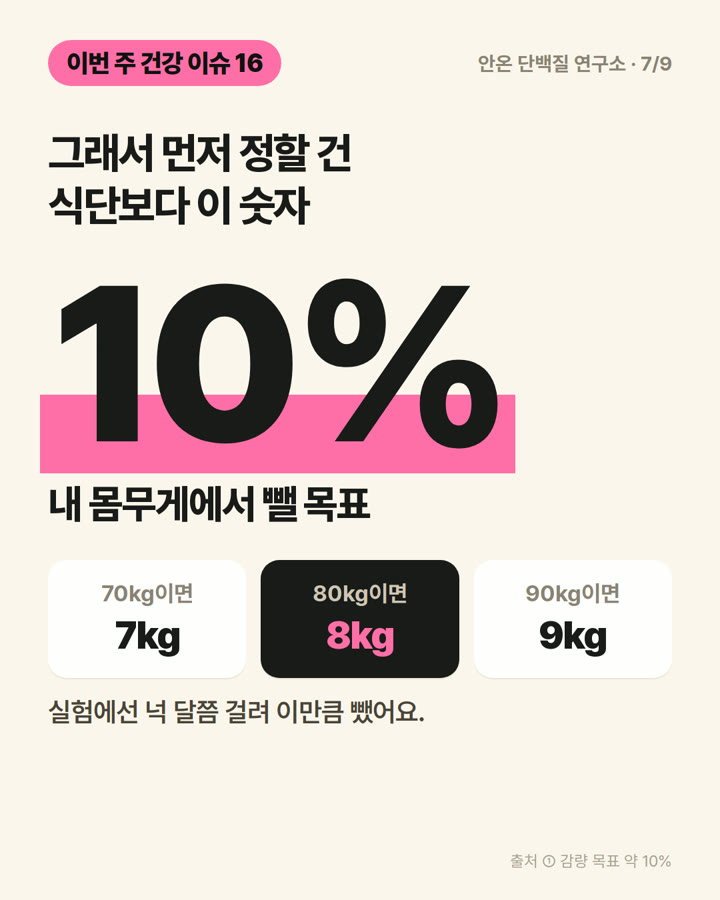 이번 주 건강 이슈 16
안온 단백질 연구소 · 7/9
그래서 먼저 정할 건
식단보다 이 숫자
10%
내 몸무게에서 뺄 목표
70kg이면
7kg
80kg이면
8kg
90kg이면
9kg
실험에선 넉 달쯤 걸려 이만큼 뺐어요.
출처 ① 감량 목표 약 10%